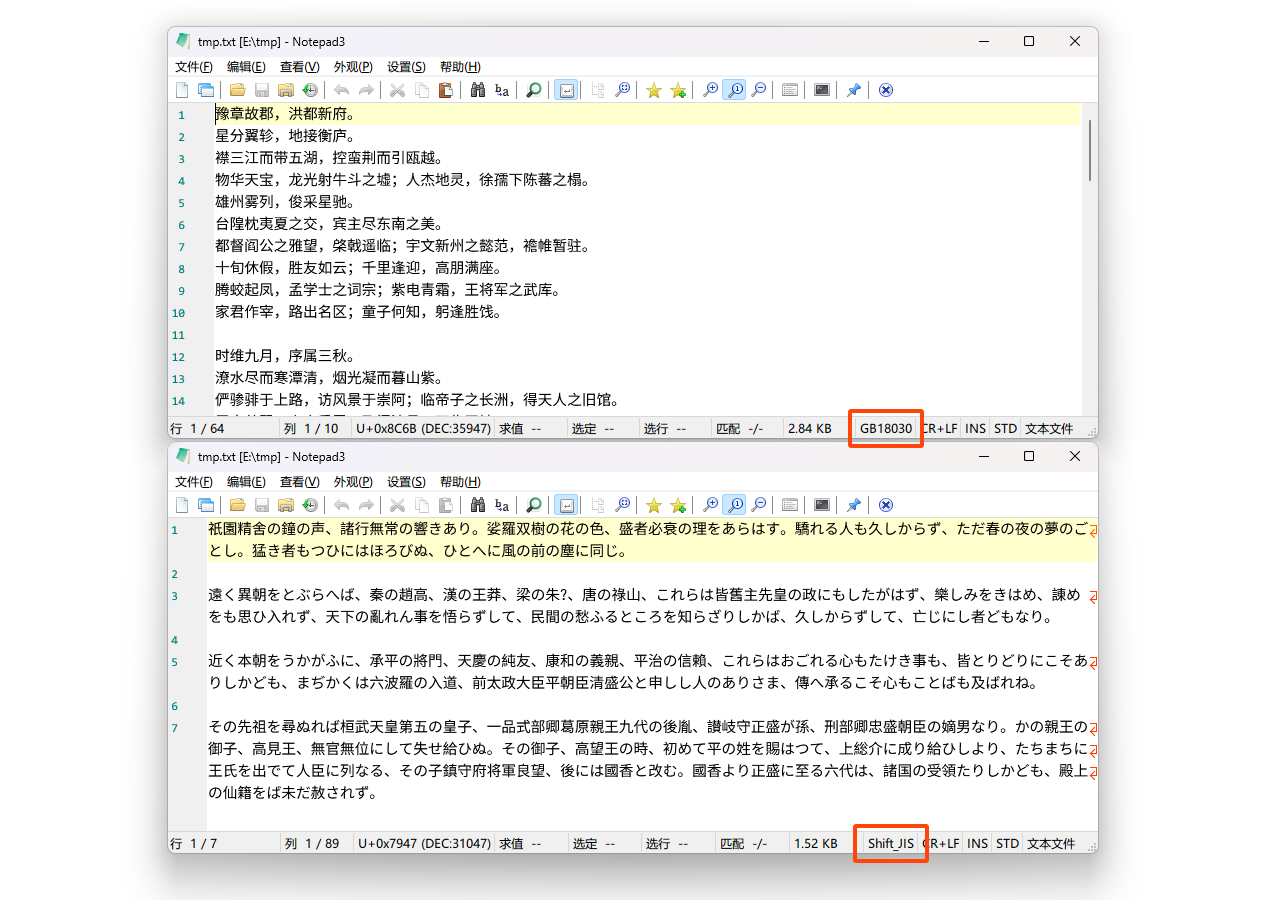 tmp.txt [E:\tmp] - Notepad3
文件(F) 编辑(E) 查看(V) 外观(P) 设置(S) 帮助(H)
1 豫章故郡，洪都新府。
2 星分翼轸，地接衡庐。
3 襟三江而带五湖，控蛮荆而引瓯越。
4 物华天宝，龙光射牛斗之墟；人杰地灵，徐孺下陈蕃之榻。
5 雄州雾列，俊采星驰。
6 台隍枕夷夏之交，宾主尽东南之美。
7 都督阎公之雅望，棨戟遥临；宇文新州之懿范，襜帷暂驻。
8 十旬休假，胜友如云；千里逢迎，高朋满座。
9 腾蛟起凤，孟学士之词宗；紫电青霜，王将军之武库。
10 家君作宰，路出名区；童子何知，躬逢胜饯。
11
12 时维九月，序属三秋。
13 潦水尽而寒潭清，烟光凝而暮山紫。
14 俨骖騑于上路，访风景于崇阿；临帝子之长洲，得天人之旧馆。
行 1 / 64 列 1 / 10 U+0x8C6B (DEC:35947) 求值 -- 选定 -- 选行 -- 匹配 -/- 2.84 KB GB18030 CR+LF INS STD 文本文件
tmp.txt [E:\tmp] - Notepad3
文件(F) 编辑(E) 查看(V) 外观(P) 设置(S) 帮助(H)
1 祇園精舎の鐘の声、諸行無常の響きあり。娑羅双樹の花の色、盛者必衰の理をあらはす。驕れる人も久しからず、ただ春の夜の夢のご
とし。猛き者もつひにはほろびぬ、ひとへに風の前の塵に同じ。
2
3 遠く異朝をとぶらへば、秦の趙高、漢の王莽、梁の朱?、唐の祿山、これらは皆舊主先皇の政にもしたがはず、樂しみをきはめ、諌め
をも思ひ入れず、天下の亂れん事を悟らずして、民間の愁ふるところを知らざりしかば、久しからずして、亡じにし者どもなり。
4
5 近く本朝をうかがふに、承平の將門、天慶の純友、康和の義親、平治の信賴、これらはおごれる心もたけき事も、皆とりどりにこそあ
りしかども、まぢかくは六波羅の入道、前太政大臣平朝臣清盛公と申しし人のありさま、傳へ承るこそ心もことばも及ばれね。
6
7 その先祖を尋ぬれば桓武天皇第五の皇子、一品式部卿葛原親王九代の後胤、讃岐守正盛が孫、刑部卿忠盛朝臣の嫡男なり。かの親王の
御子、高見王、無官無位にして失せ給ひぬ。その御子、高望王の時、初めて平の姓を賜はつて、上総介に成り給ひしより、たちまちに
王氏を出でて人臣に列なる、その子鎮守府将軍良望、後には國香と改む。國香より正盛に至る六代は、諸国の受領たりしかども、殿上
の仙籍をば未だ赦されず。
行 1 / 7 列 1 / 89 U+0x7947 (DEC:31047) 求值 -- 选定 -- 选行 -- 匹配 -/- 1.52 KB Shift_JIS CR+LF INS STD 文本文件